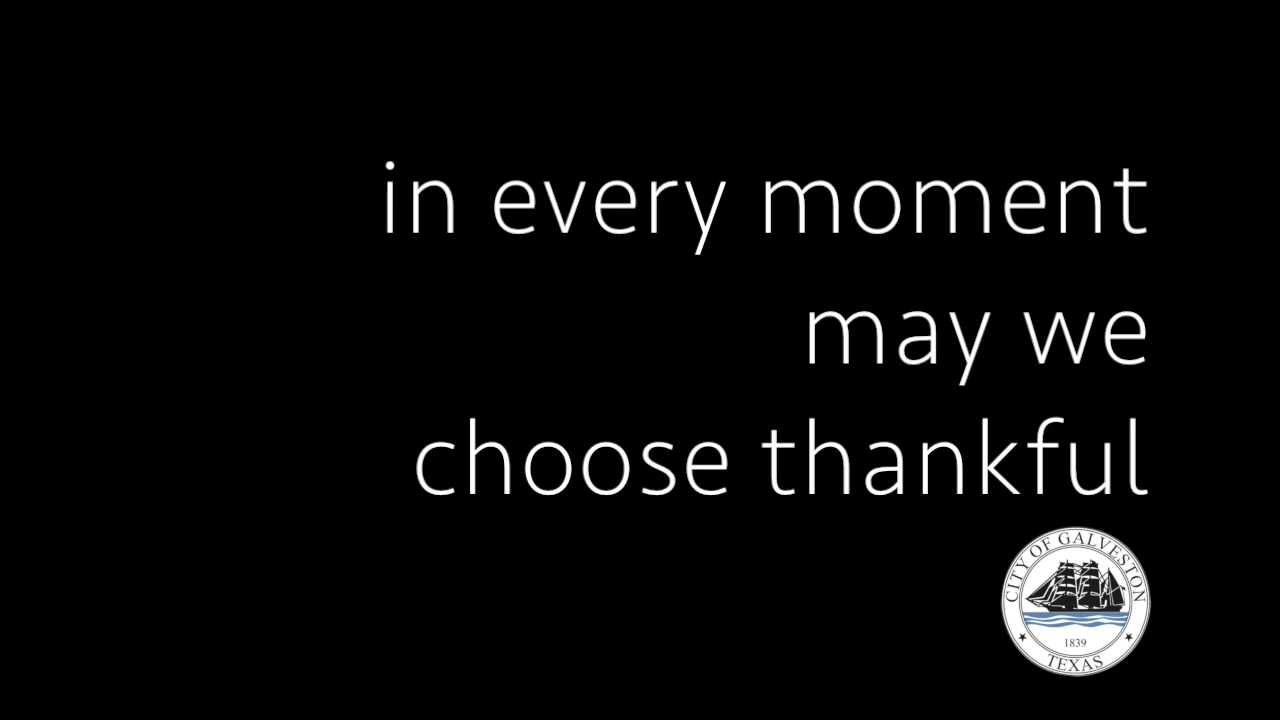 in every moment
may we
choose thankful
CITY OF GALVESTON
1839
TEXAS